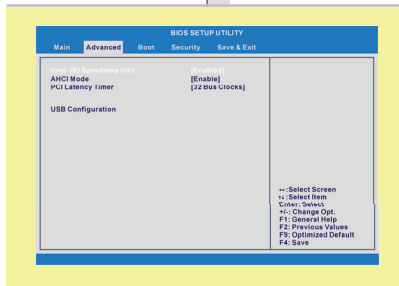 BIOS SETUP UTILITY
Main Advanced Boot Security Save & Exit
Intel (R) Speedstep (tm) [Enabled]
AHCI Mode [Enable]
PCI Latency Timer [32 Bus Clocks]
USB Configuration
↔:Select Screen
↑↓:Select Item
Enter: Select
+/-: Change Opt.
F1: General Help
F2: Previous Values
F9: Optimized Default
F4: Save